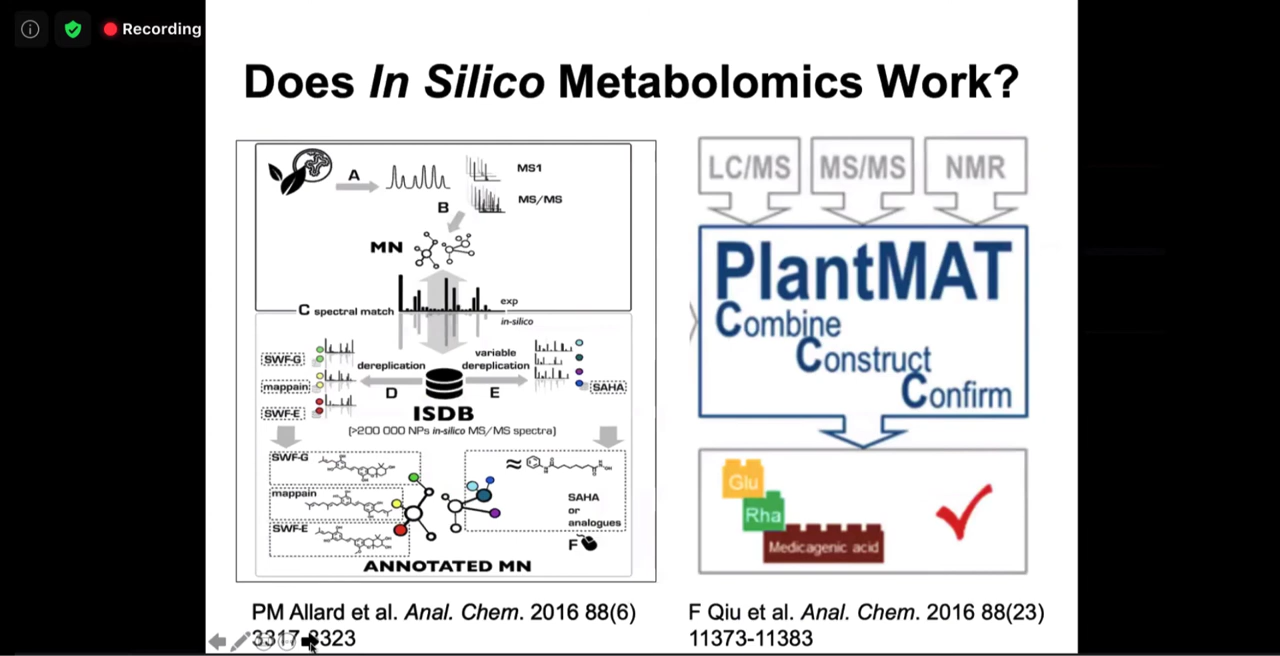 Recording
Does In Silico Metabolomics Work?
A
MS1
MS/MS
B
MN
C spectral match
exp
in-silico
SWF-G
mappain
SWF-E
dereplication
D
variable
dereplication
E
SAHA
ISDB
(>200 000 NPs in-silico MS/MS spectra)
SWF-G
mappain
SWF-E
≈
SAHA
or
analogues
F
ANNOTATED MN
PM Allard et al. Anal. Chem. 2016 88(6)
3317-3323
LC/MS
MS/MS
NMR
PlantMAT
Combine
Construct
Confirm
Glu
Rha
Medicagenic acid
F Qiu et al. Anal. Chem. 2016 88(23)
11373-11383